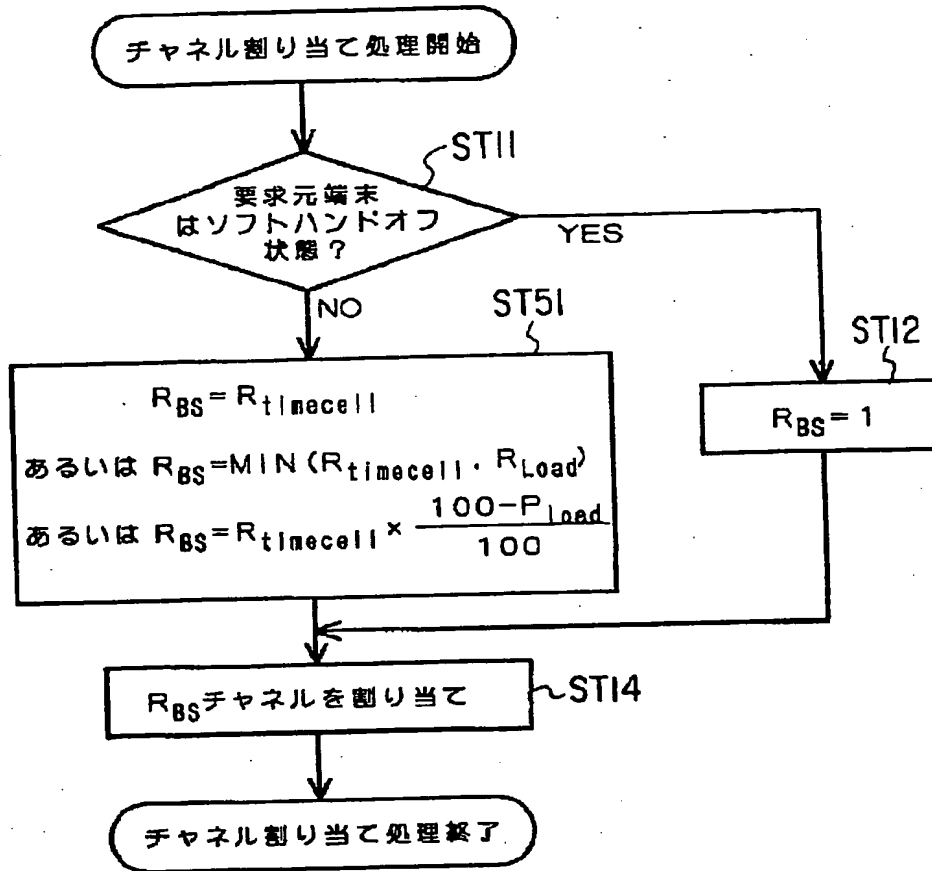 チャネル割り当て処理開始
ST11
要求元端末
はソフトハンドオフ
状態?
YES
NO
ST51
ST12
R_BS=R_timecell
あるいは R_BS=MIN(R_timecell, R_Load)
あるいは R_BS=R_timecell×(100-P_load)/100
R_BS=1
R_BSチャネルを割り当て
ST14
チャネル割り当て処理終了